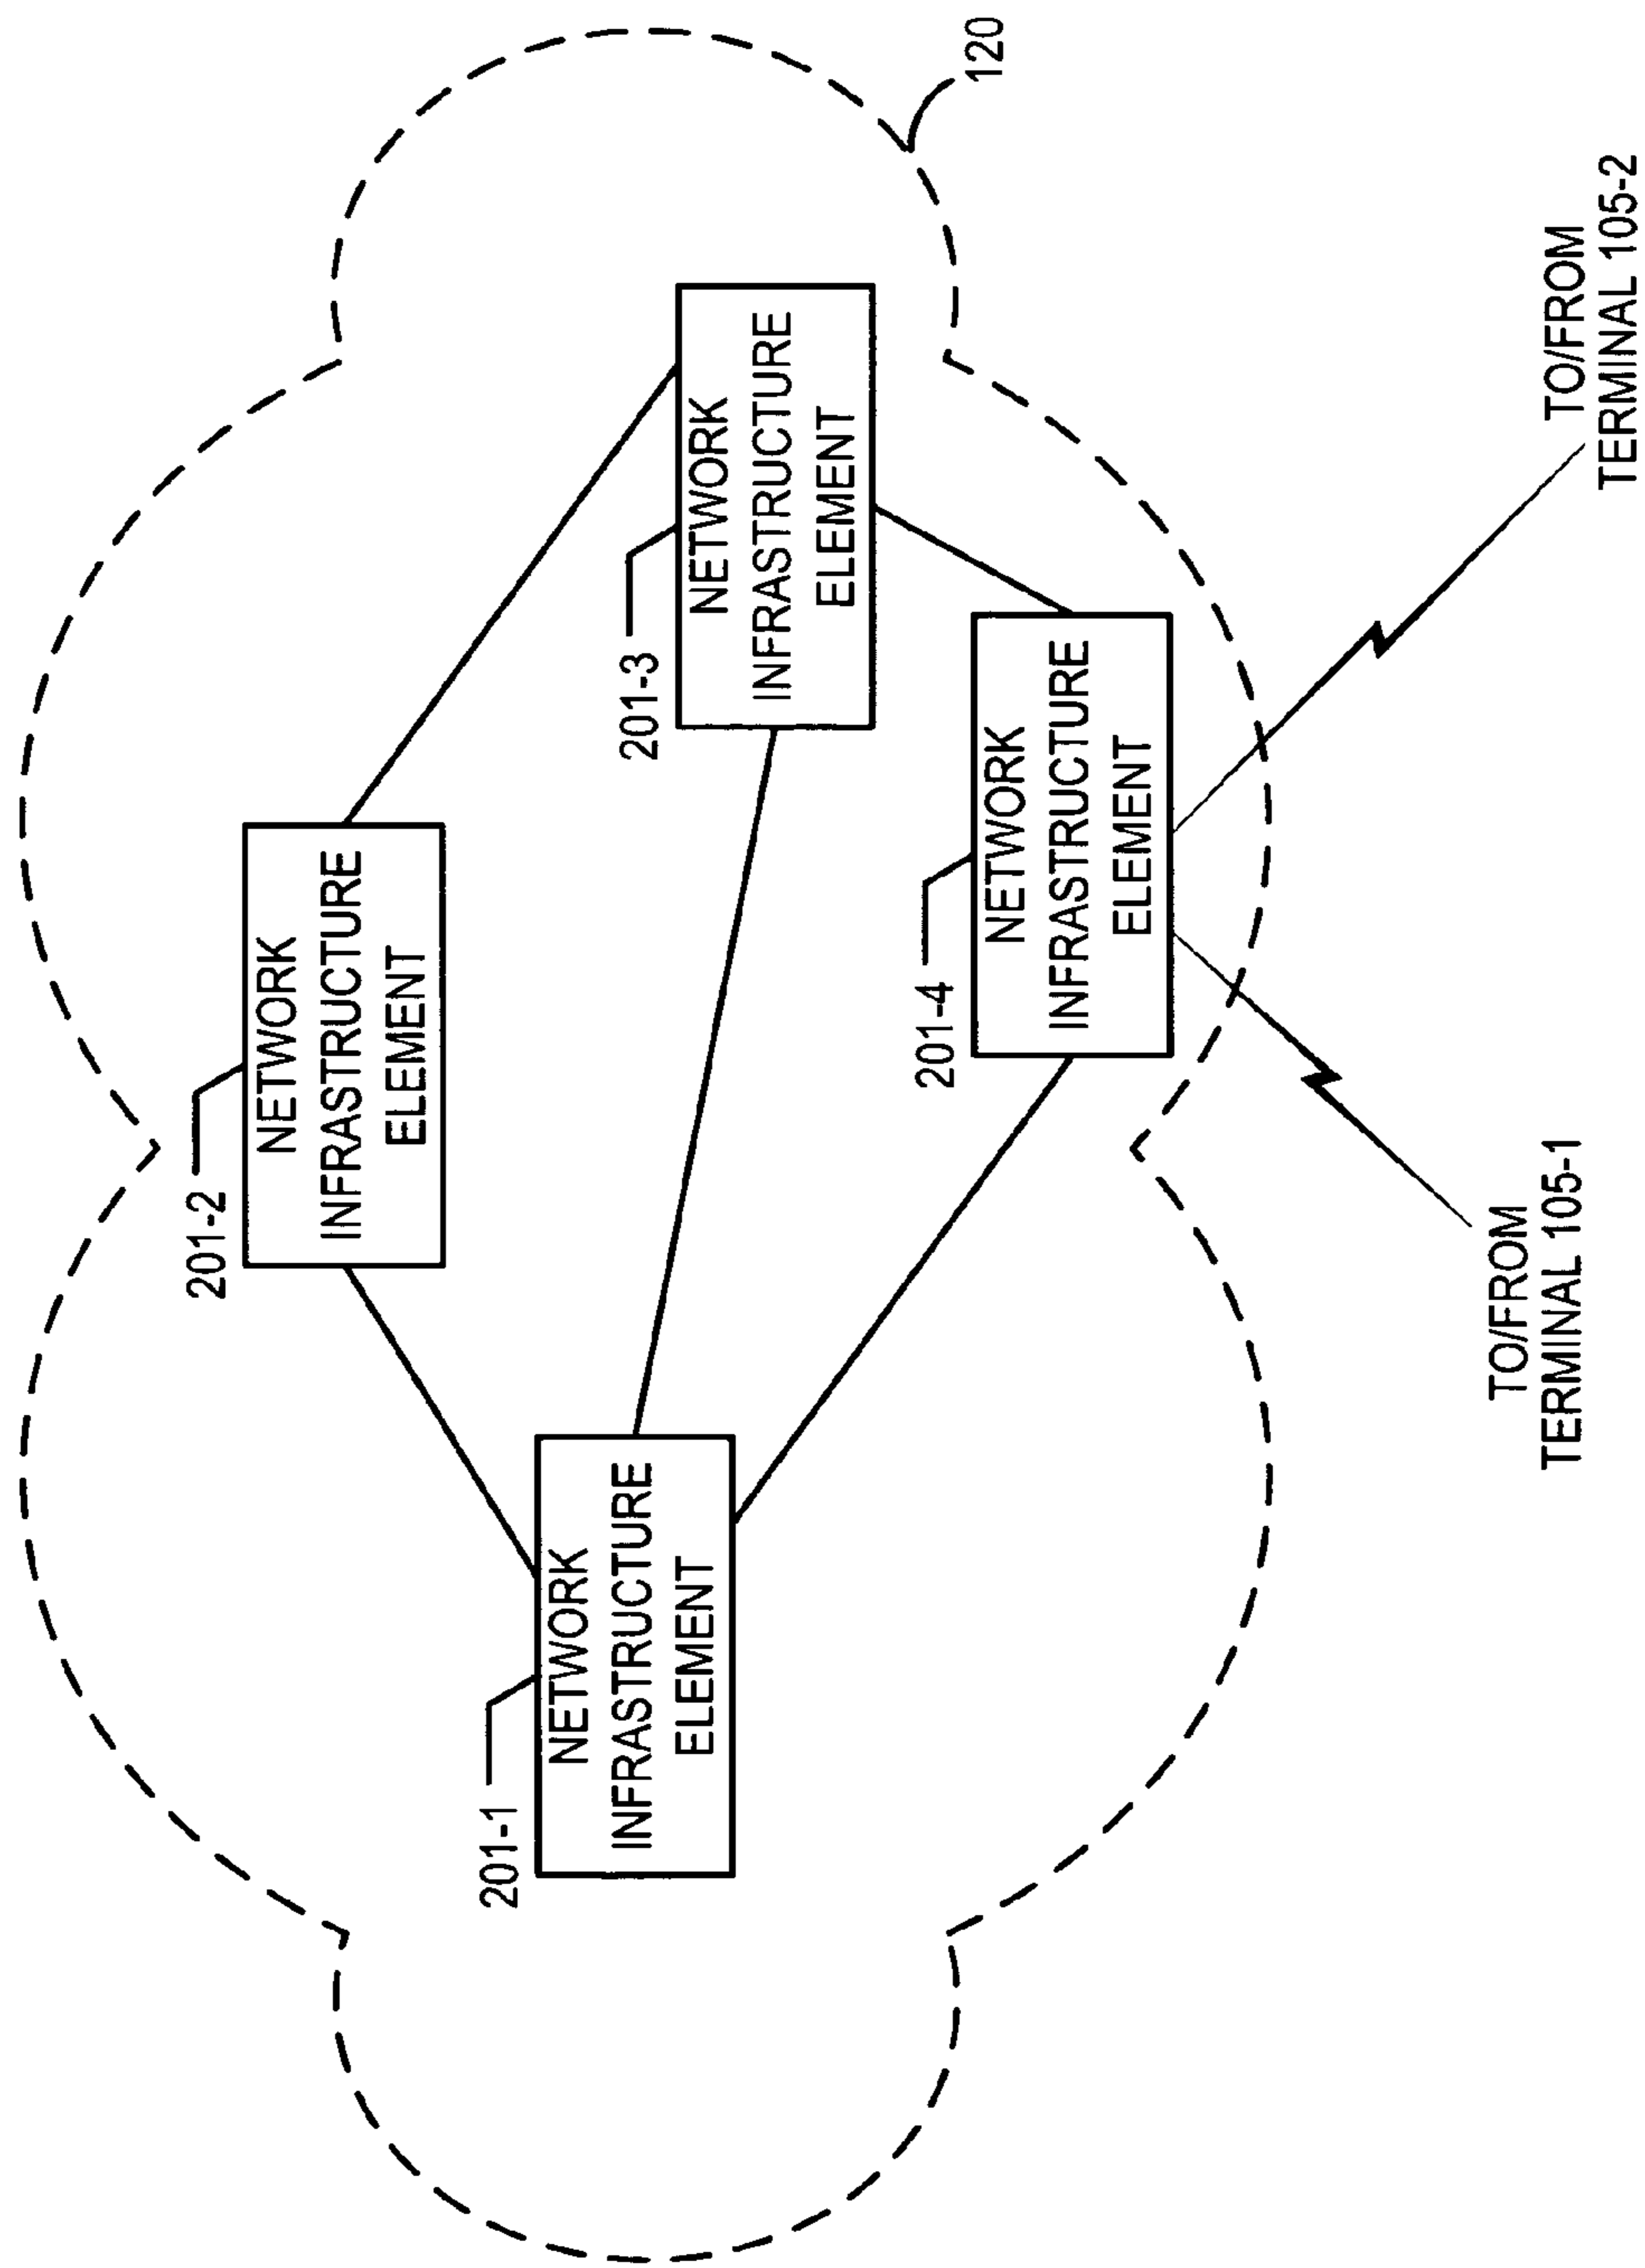 120
201-2
NETWORK
INFRASTRUCTURE
ELEMENT
201-3
NETWORK
INFRASTRUCTURE
ELEMENT
201-1
NETWORK
INFRASTRUCTURE
ELEMENT
201-4
NETWORK
INFRASTRUCTURE
ELEMENT
TO/FROM
TERMINAL 105-1
TO/FROM
TERMINAL 105-2